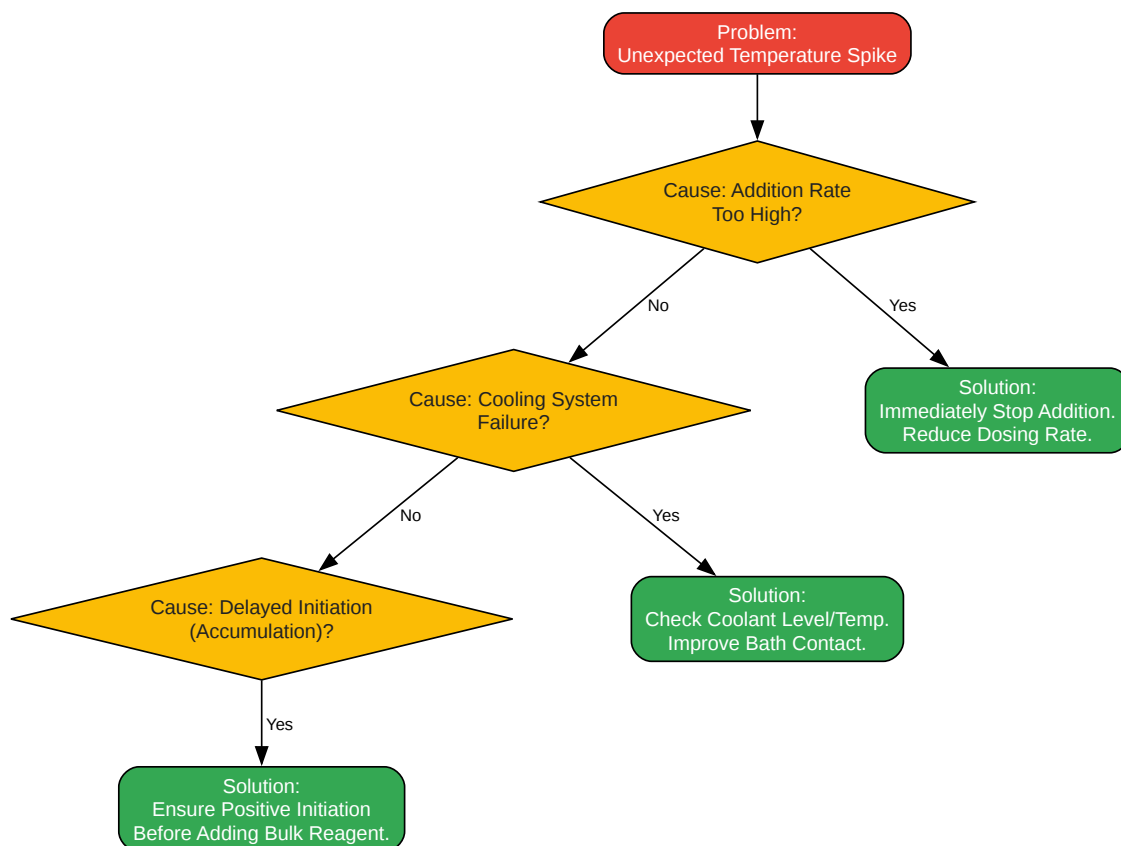 Problem:
Unexpected Temperature Spike
Cause: Addition Rate
Too High?
No
Yes
Solution:
Immediately Stop Addition.
Reduce Dosing Rate.
Cause: Cooling System
Failure?
No
Yes
Solution:
Check Coolant Level/Temp.
Improve Bath Contact.
Cause: Delayed Initiation
(Accumulation)?
Yes
Solution:
Ensure Positive Initiation
Before Adding Bulk Reagent.